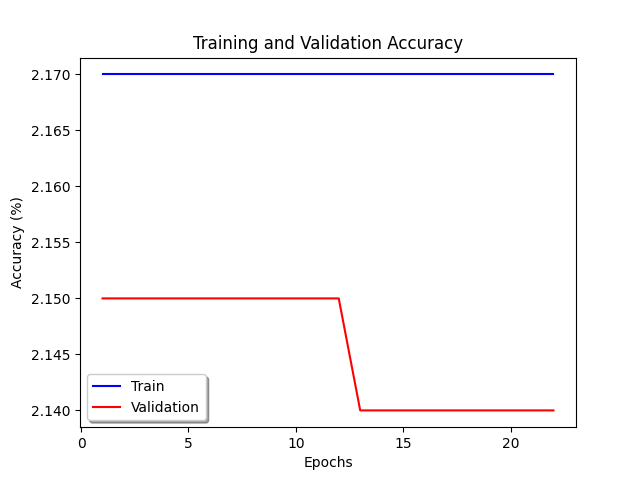 Training and Validation Accuracy
Accuracy (%)
2.170
2.165
2.160
2.155
2.150
2.145
2.140
Train
Validation
0 5 10 15 20
Epochs